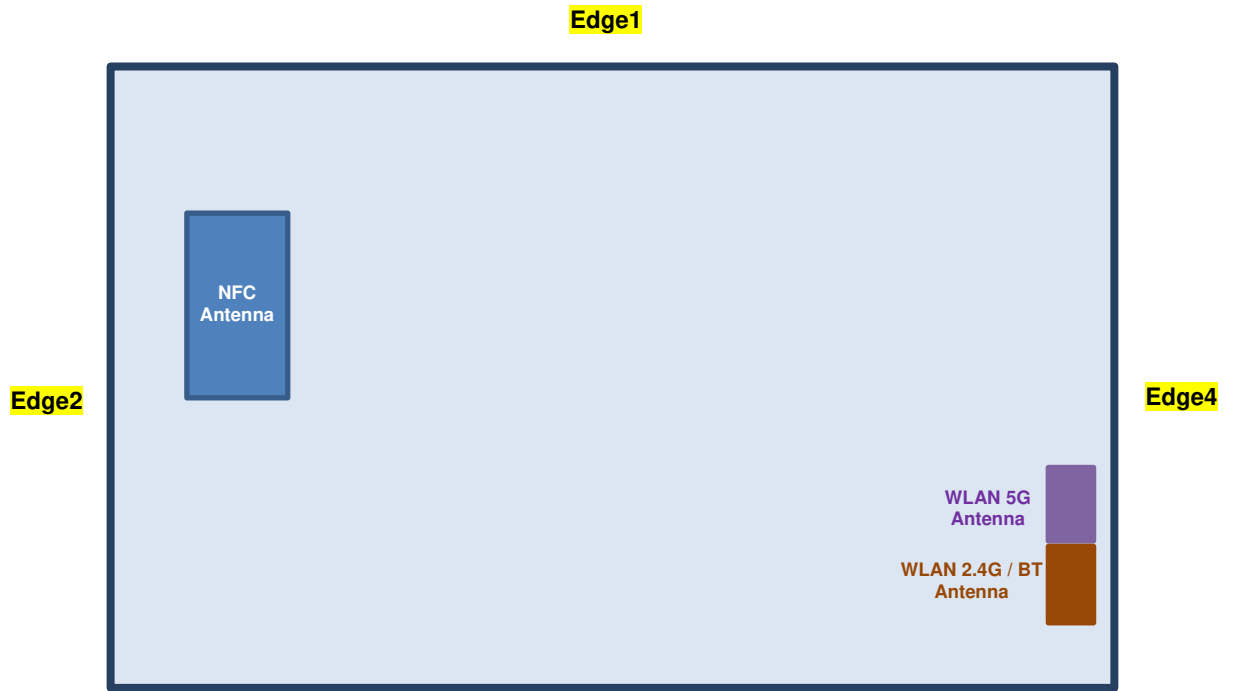 Edge1
NFC
Antenna
Edge2
Edge4
WLAN 5G
Antenna
WLAN 2.4G / BT
Antenna